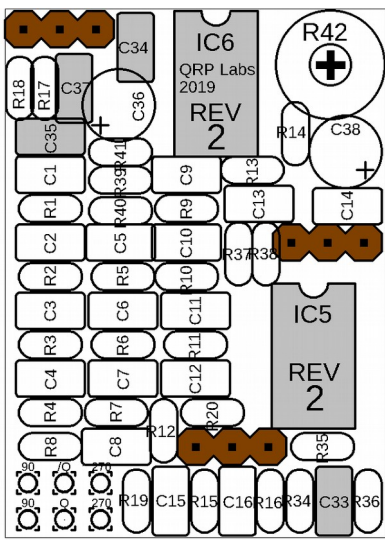 C34
IC6
R42
QRP Labs
2019
R18
R17
C37
C36
REV
2
R14
C38
C35
R41
C1
R39
C9
R13
R1
R40
R9
C13
C14
C2
C5
C10
R37
R38
R2
R5
R10
C3
C6
C11
IC5
R3
R6
R11
C4
C7
C12
REV
2
R4
R7
R20
R8
C8
R12
R35
90
/O
270
90
O
270
R19
C15
R15
C16
R16
R34
C33
R36